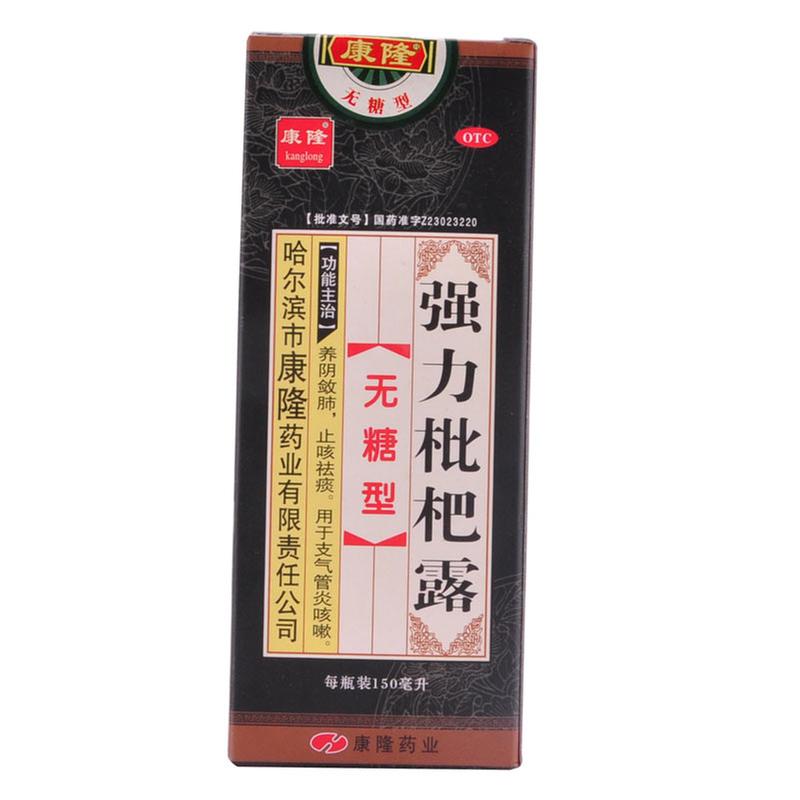 康隆®
无糖型
康隆®
kanglong
OTC
【批准文号】国药准字Z23023220
强力枇杷露
【无糖型】
【功能主治】养阴敛肺，止咳祛痰。用于支气管炎咳嗽。
哈尔滨市康隆药业有限责任公司
每瓶装150毫升
康隆药业